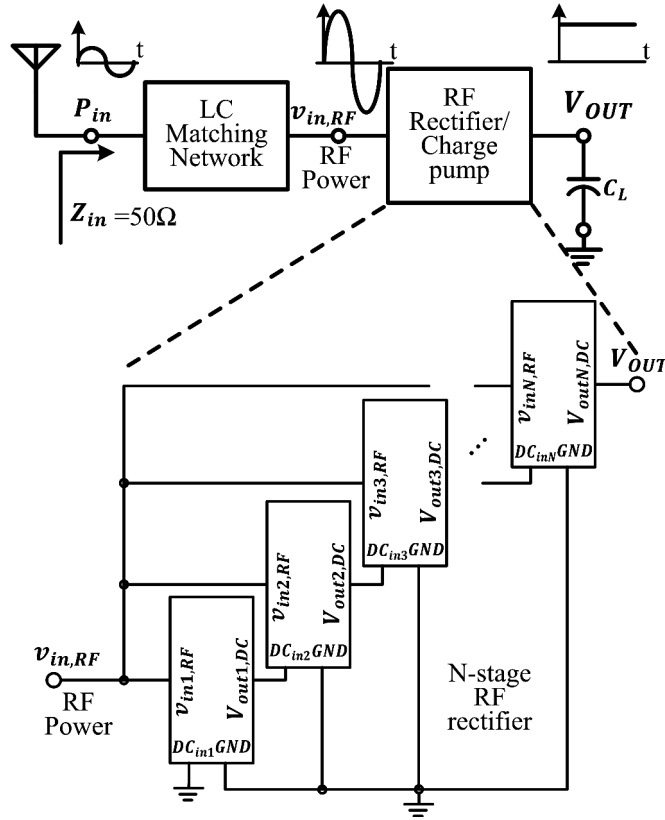 t
t
t
P_in
LC
Matching
Network
v_in,RF
RF
Power
RF
Rectifier/
Charge
pump
V_OUT
C_L
Z_in =50Ω
V_OUT
v_inN,RF
V_outN,DC
DC_inN GND
...
v_in3,RF
V_out3,DC
DC_in3 GND
v_in2,RF
V_out2,DC
DC_in2 GND
v_in,RF
RF
Power
v_in1,RF
V_out1,DC
DC_in1 GND
N-stage
RF
rectifier